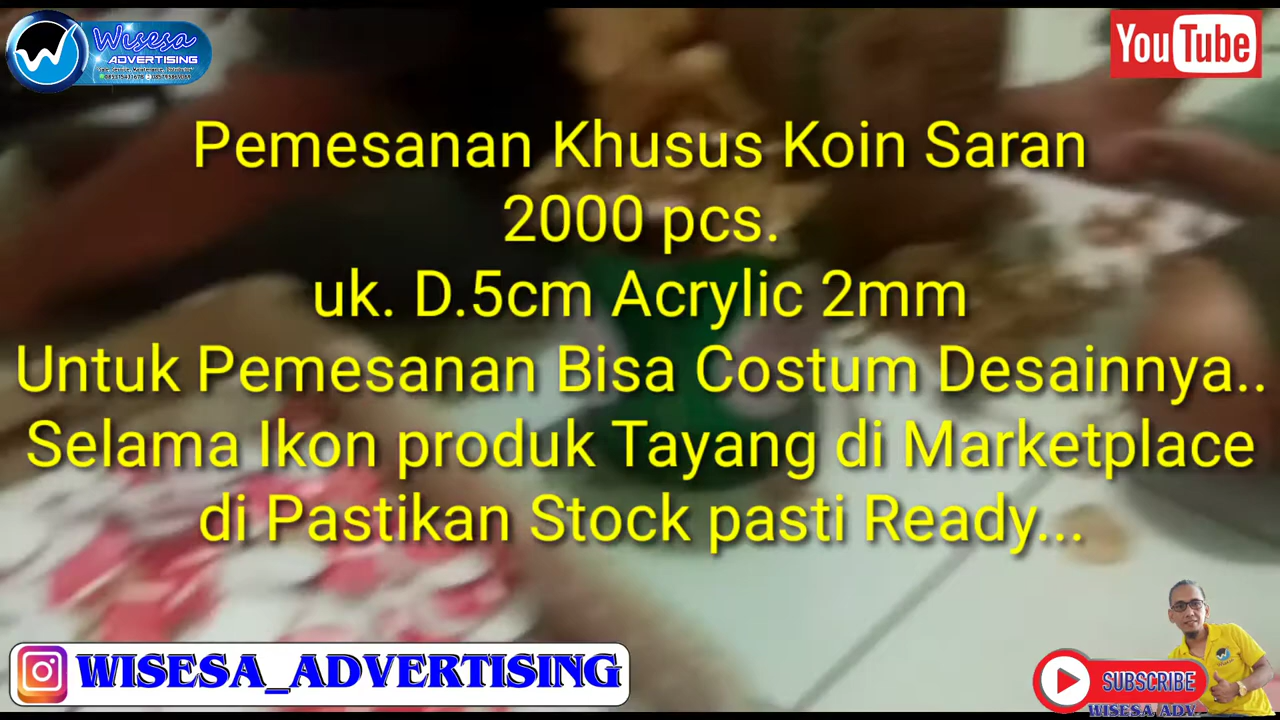 Wisesa
ADVERTISING
YouTube
Pemesanan Khusus Koin Saran
2000 pcs.
uk. D.5cm Acrylic 2mm
Untuk Pemesanan Bisa Costum Desainnya..
Selama Ikon produk Tayang di Marketplace
di Pastikan Stock pasti Ready...
WISESA_ADVERTISING
SUBSCRIBE
WISESA ADV